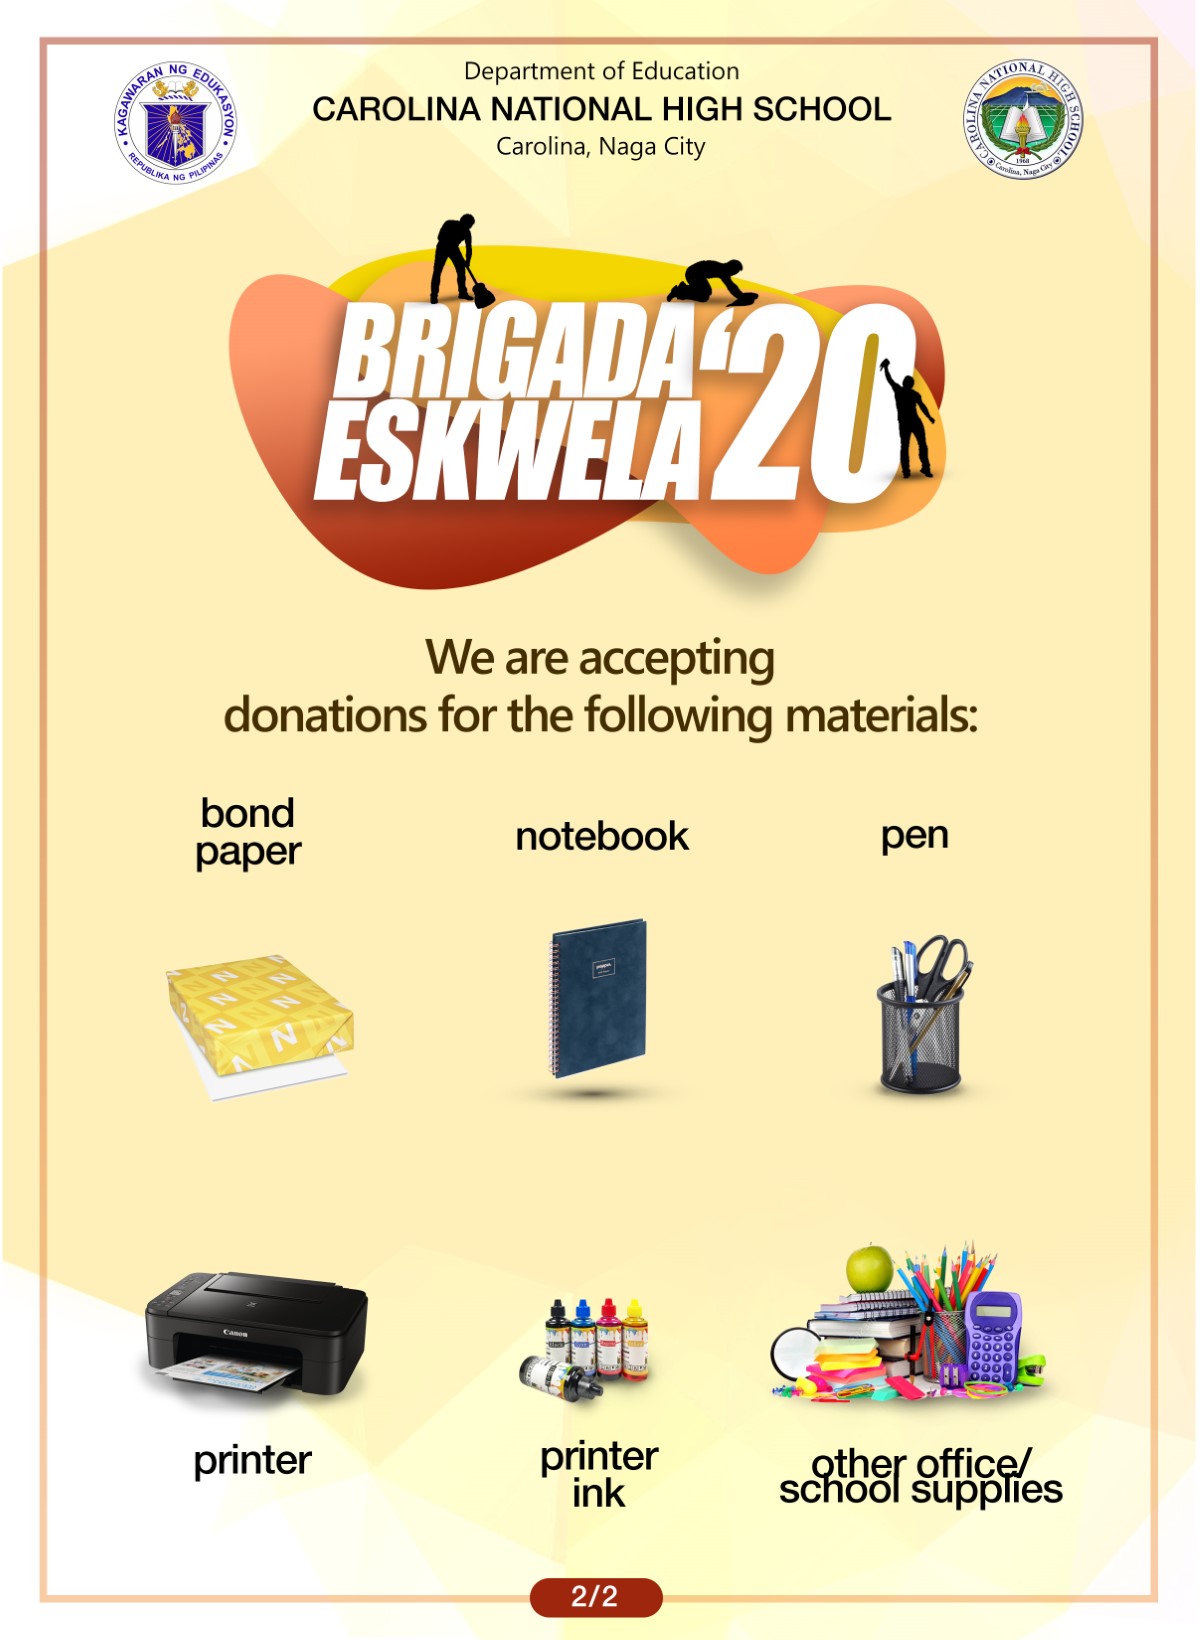 Department of Education
CAROLINA NATIONAL HIGH SCHOOL
Carolina, Naga City
KAGAWARAN NG EDUKASYON
REPUBLIKA NG PILIPINAS
CAROLINA NATIONAL HIGH SCHOOL
1968
Carolina, Naga City
BRIGADA
ESKWELA
'20
We are accepting
donations for the following materials:
bond
paper
notebook
pen
Canon
printer
printer
ink
other office/
school supplies
2/2